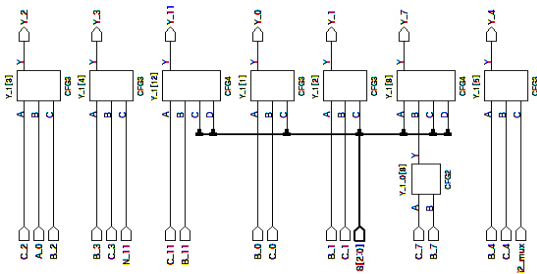 Y_2
Y_3
Y_11
Y_0
Y_1
Y_7
Y_4
Y
Y
Y
Y
Y
Y
Y
Y_1[3]
CFG3
Y_1[4]
CFG3
Y_1[12]
CFG4
Y_1[1]
CFG3
Y_1[2]
CFG3
Y_1[8]
CFG4
Y_1[5]
CFG3
A
B
C
A
B
C
A
B
C
D
A
B
C
A
B
C
A
B
C
D
A
B
C
Y
Y_1_0[8]
CFG2
A
B
C_2
A_0
B_2
B_3
C_3
N_11
C_11
B_11
B_0
C_0
B_1
C_1
S[2:0]
C_7
B_7
B_4
C_4
i2_mux